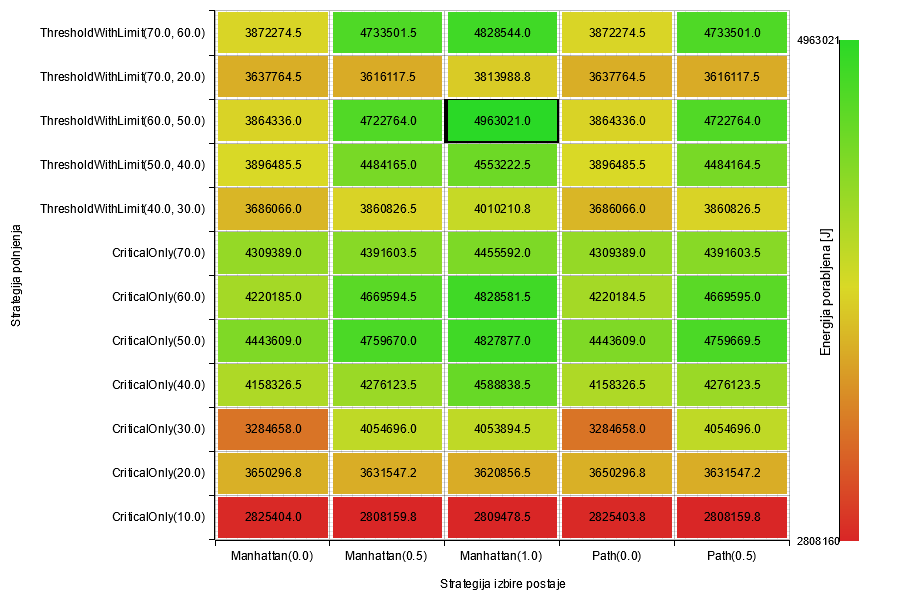 ThresholdWithLimit(70.0, 60.0) 3872274.5 4733501.5 4828544.0 3872274.5 4733501.0
4963021
ThresholdWithLimit(70.0, 20.0) 3637764.5 3616117.5 3813988.8 3637764.5 3616117.5
ThresholdWithLimit(60.0, 50.0) 3864336.0 4722764.0 4963021.0 3864336.0 4722764.0
ThresholdWithLimit(50.0, 40.0) 3896485.5 4484165.0 4553222.5 3896485.5 4484164.5
ThresholdWithLimit(40.0, 30.0) 3686066.0 3860826.5 4010210.8 3686066.0 3860826.5
CriticalOnly(70.0) 4309389.0 4391603.5 4455592.0 4309389.0 4391603.5
CriticalOnly(60.0) 4220185.0 4669594.5 4828581.5 4220184.5 4669595.0
CriticalOnly(50.0) 4443609.0 4759670.0 4827877.0 4443609.0 4759669.5
CriticalOnly(40.0) 4158326.5 4276123.5 4588838.5 4158326.5 4276123.5
CriticalOnly(30.0) 3284658.0 4054696.0 4053894.5 3284658.0 4054696.0
CriticalOnly(20.0) 3650296.8 3631547.2 3620856.5 3650296.8 3631547.2
CriticalOnly(10.0) 2825404.0 2808159.8 2809478.5 2825403.8 2808159.8
2808160
Manhattan(0.0) Manhattan(0.5) Manhattan(1.0) Path(0.0) Path(0.5)
Strategija izbire postaje
Strategija polnjenja
Energija porabljena [J]